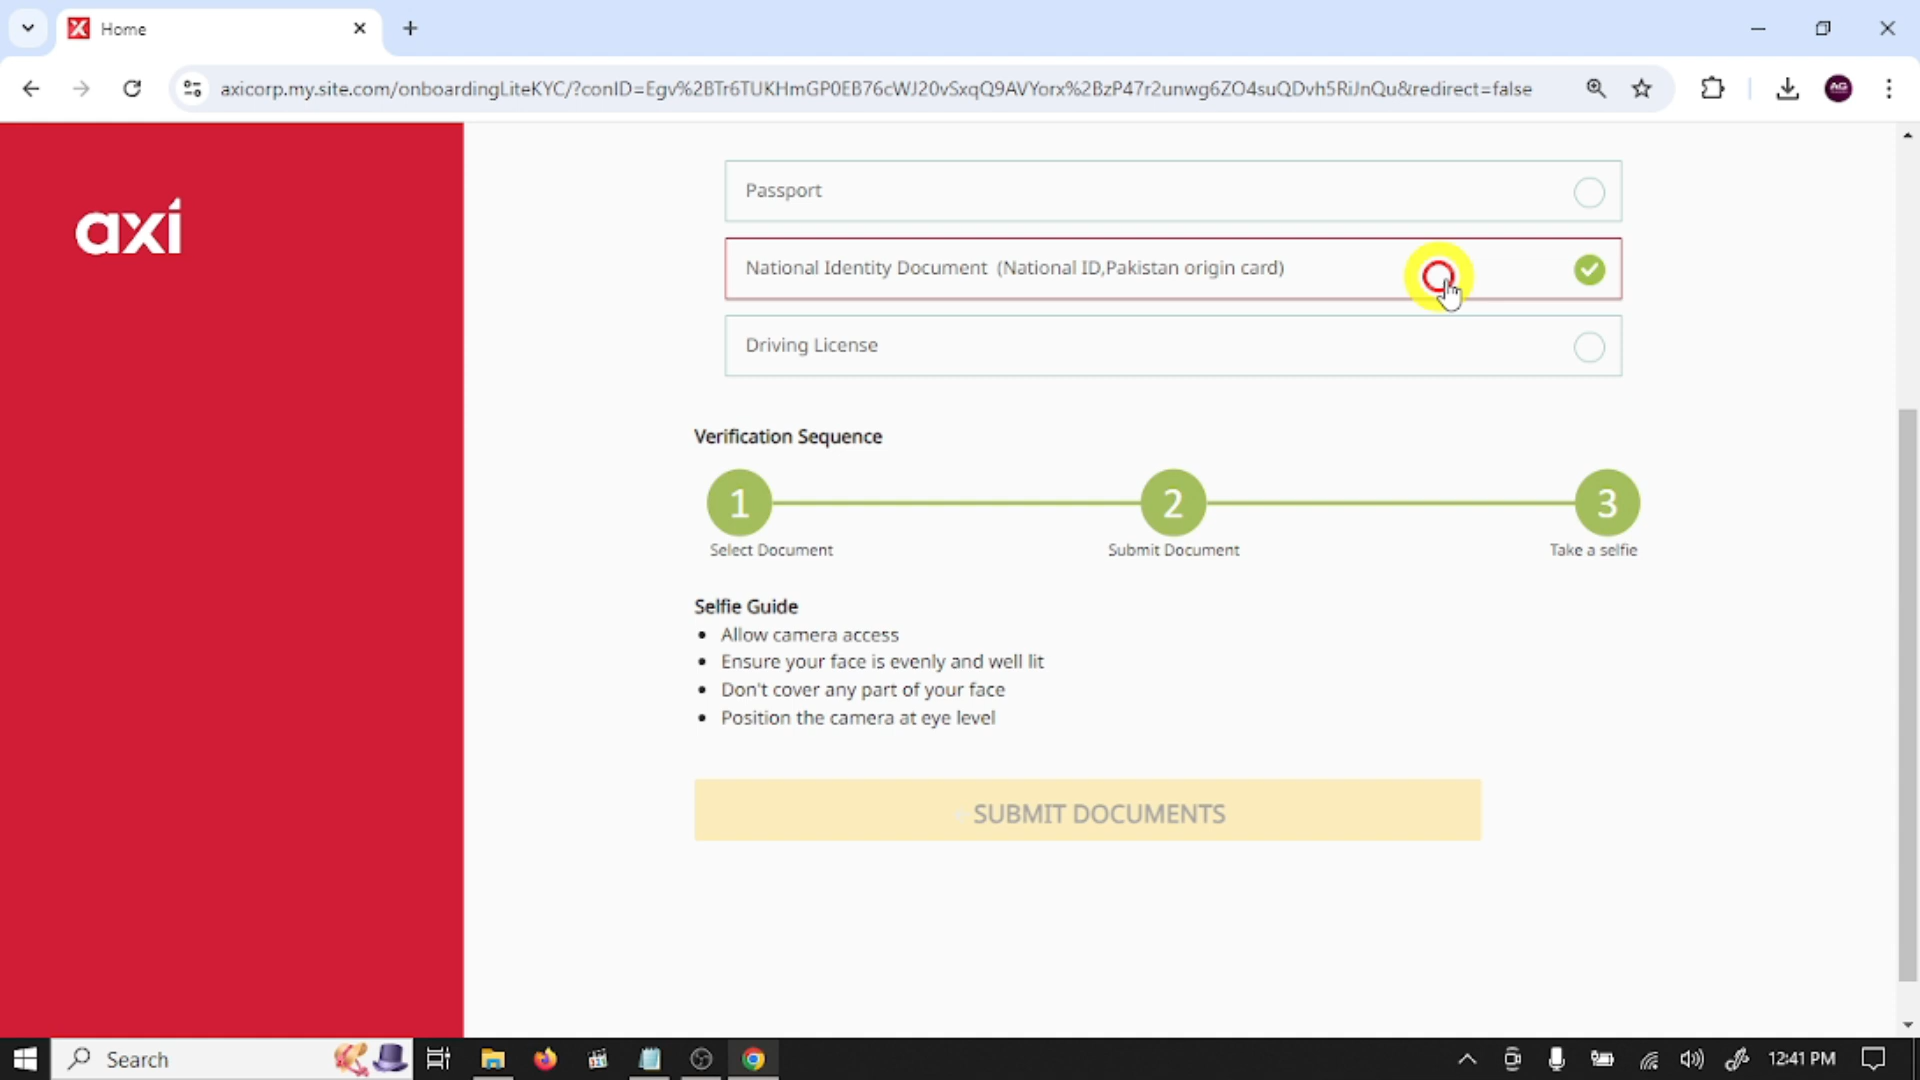 Home
axicorp.my.site.com/onboardingLiteKYC/?conID=Egv%2BTr6TUKHmGP0EB76cWJ20vSxqQ9AVYorx%2BzP47r2unwg6ZO4suQDvh5RiJnQu&redirect=false
AG
axi
Passport
National Identity Document (National ID,Pakistan origin card)
Driving License
Verification Sequence
1 2 3
Select Document Submit Document Take a selfie
Selfie Guide
• Allow camera access
• Ensure your face is evenly and well lit
• Don't cover any part of your face
• Position the camera at eye level
SUBMIT DOCUMENTS
Search
12:41 PM